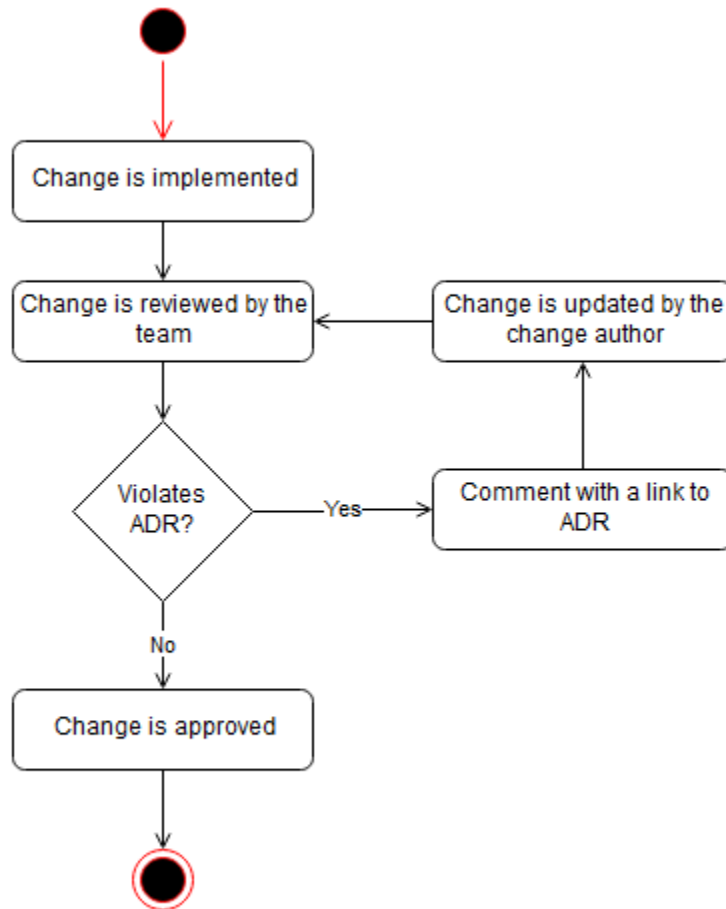 Change is implemented
Change is reviewed by the
team
Change is updated by the
change author
Violates
ADR?
Yes
Comment with a link to
ADR
No
Change is approved